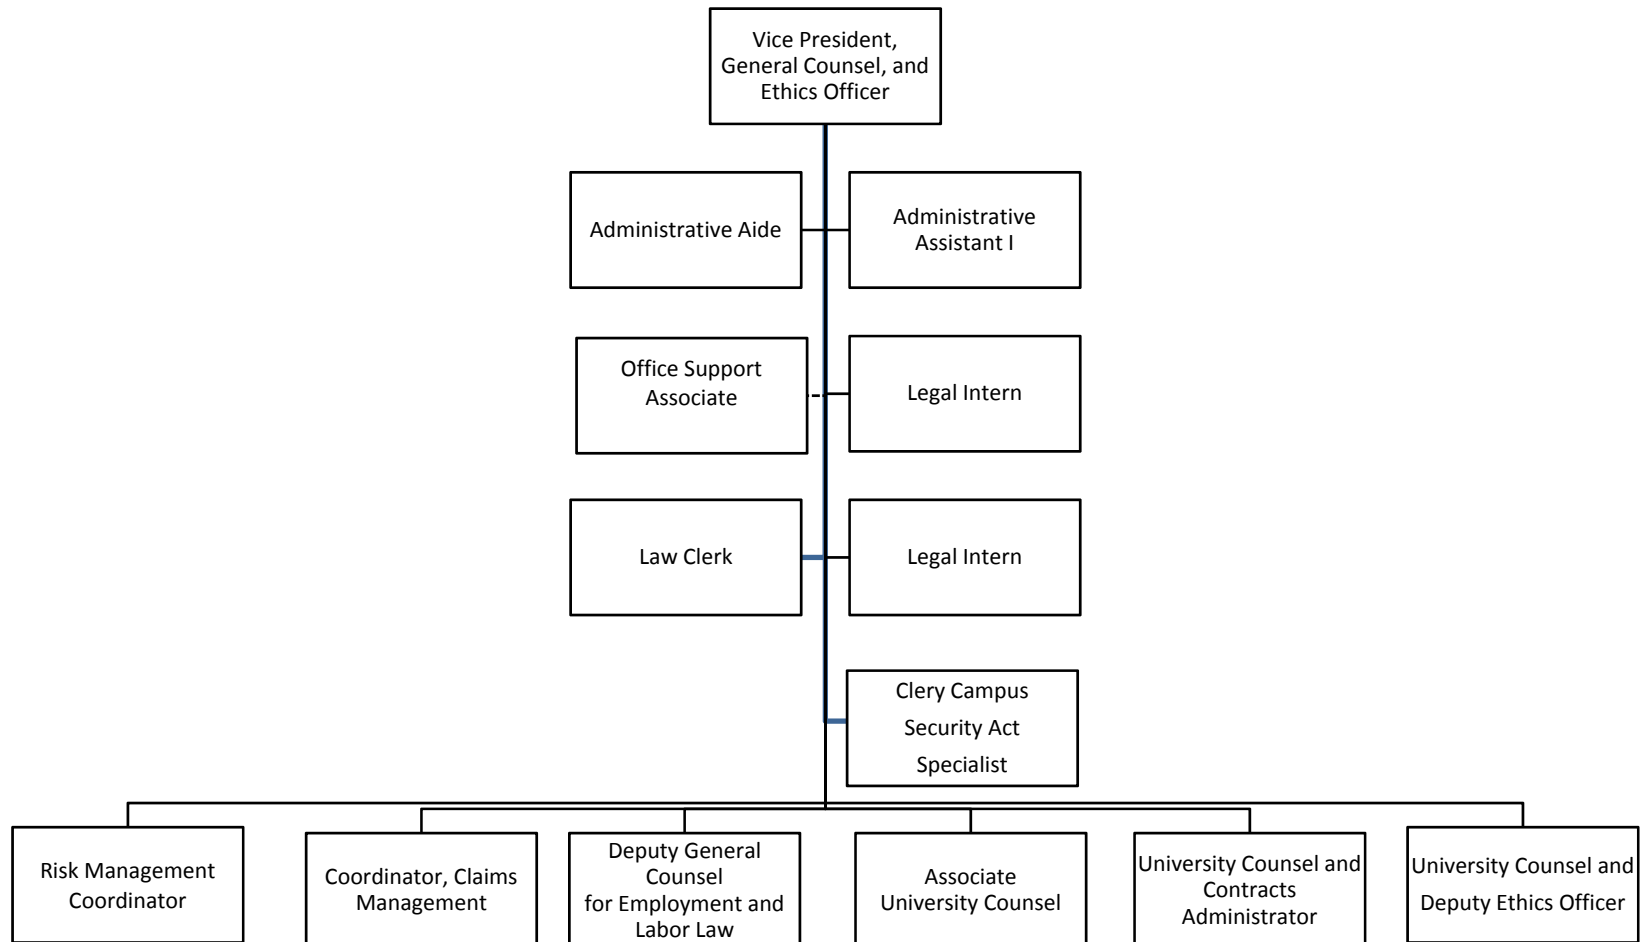 Vice President,
General Counsel, and
Ethics Officer
Administrative Aide
Administrative
Assistant I
Office Support
Associate
Legal Intern
Law Clerk
Legal Intern
Clery Campus
Security Act
Specialist
Risk Management
Coordinator
Coordinator, Claims
Management
Deputy General
Counsel
for Employment and
Labor Law
Associate
University Counsel
University Counsel and
Contracts
Administrator
University Counsel and
Deputy Ethics Officer